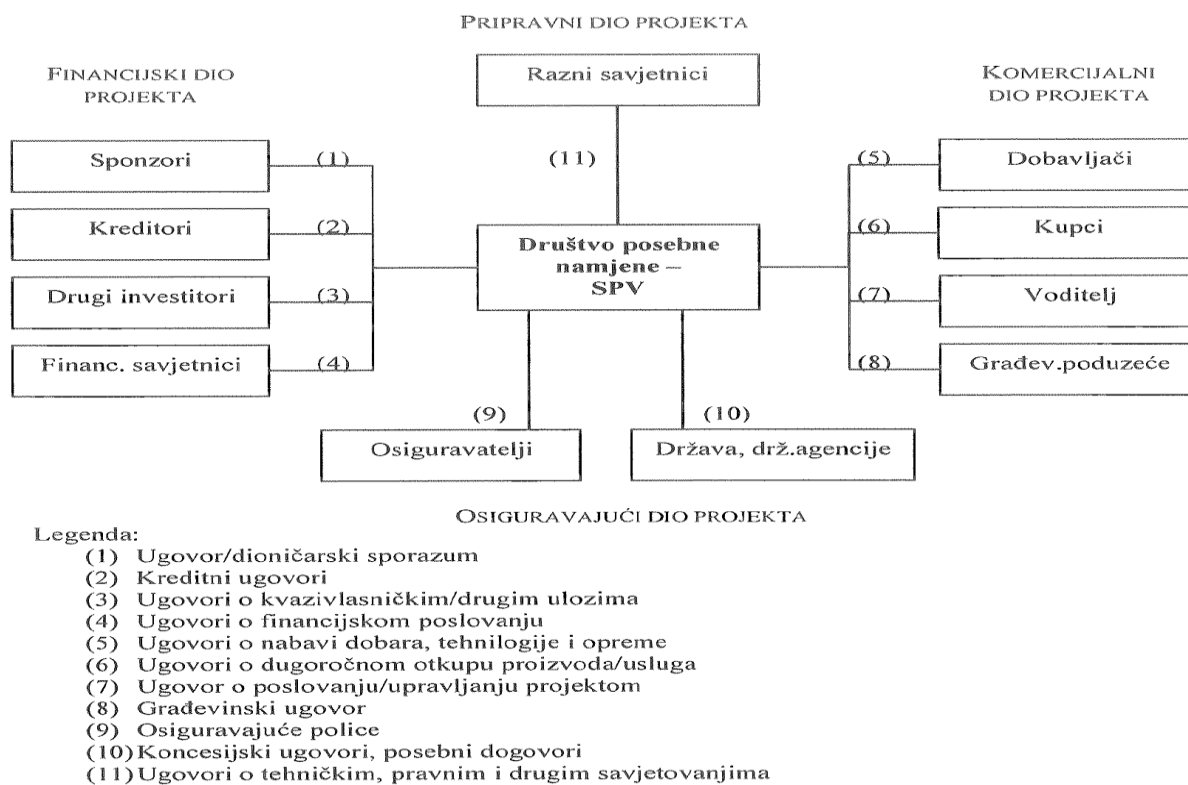 PRIPRAVNI DIO PROJEKTA
FINANCIJSKI DIO
PROJEKTA
Razni savjetnici
KOMERCIJALNI
DIO PROJEKTA
Sponzori
(1)
(11)
(5)
Dobavljači
Kreditori
(2)
(6)
Kupci
Društvo posebne
namjene –
SPV
Drugi investitori
(3)
(7)
Voditelj
Financ. savjetnici
(4)
(8)
Građev.poduzeće
(9)
(10)
Osiguravatelji
Država, drž.agencije
OSIGURAVAJUĆI DIO PROJEKTA
Legenda:
(1) Ugovor/dioničarski sporazum
(2) Kreditni ugovori
(3) Ugovori o kvazivlasničkim/drugim ulozima
(4) Ugovori o financijskom poslovanju
(5) Ugovori o nabavi dobara, tehnilogije i opreme
(6) Ugovori o dugoročnom otkupu proizvoda/usluga
(7) Ugovor o poslovanju/upravljanju projektom
(8) Građevinski ugovor
(9) Osiguravajuće police
(10) Koncesijski ugovori, posebni dogovori
(11) Ugovori o tehničkim, pravnim i drugim savjetovanjima